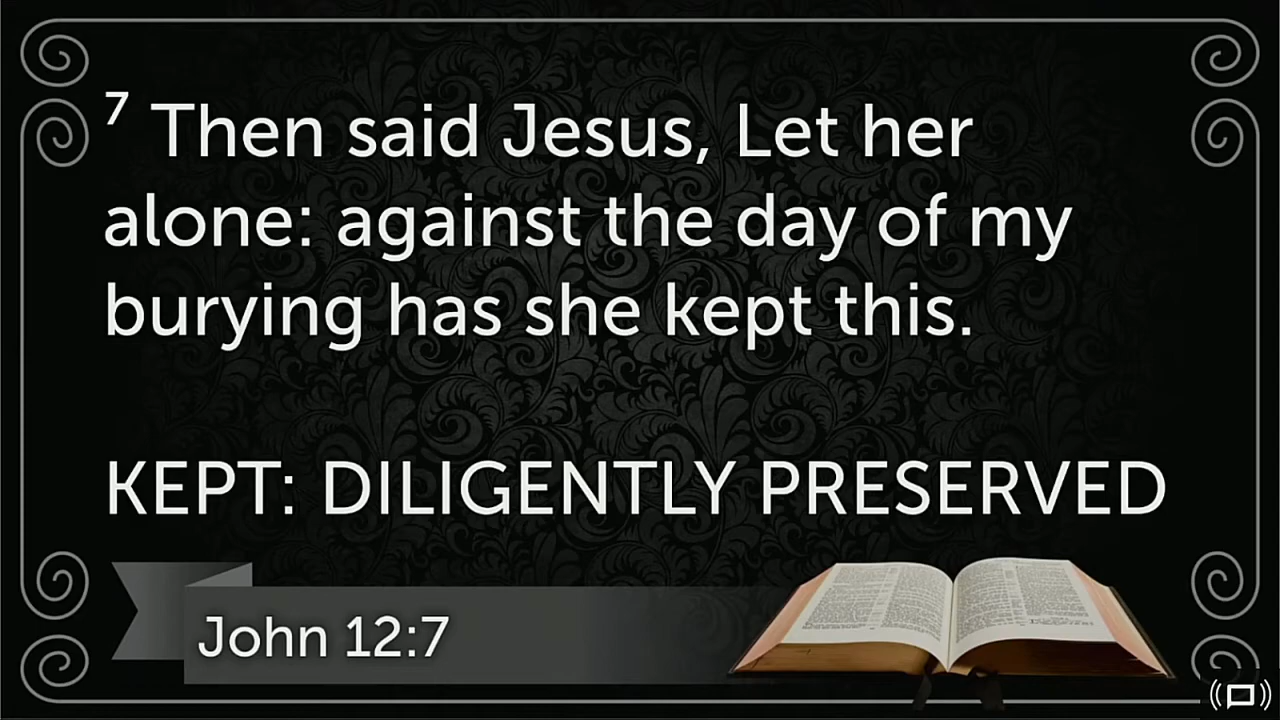 7 Then said Jesus, Let her
alone: against the day of my
burying has she kept this.
KEPT: DILIGENTLY PRESERVED
John 12:7